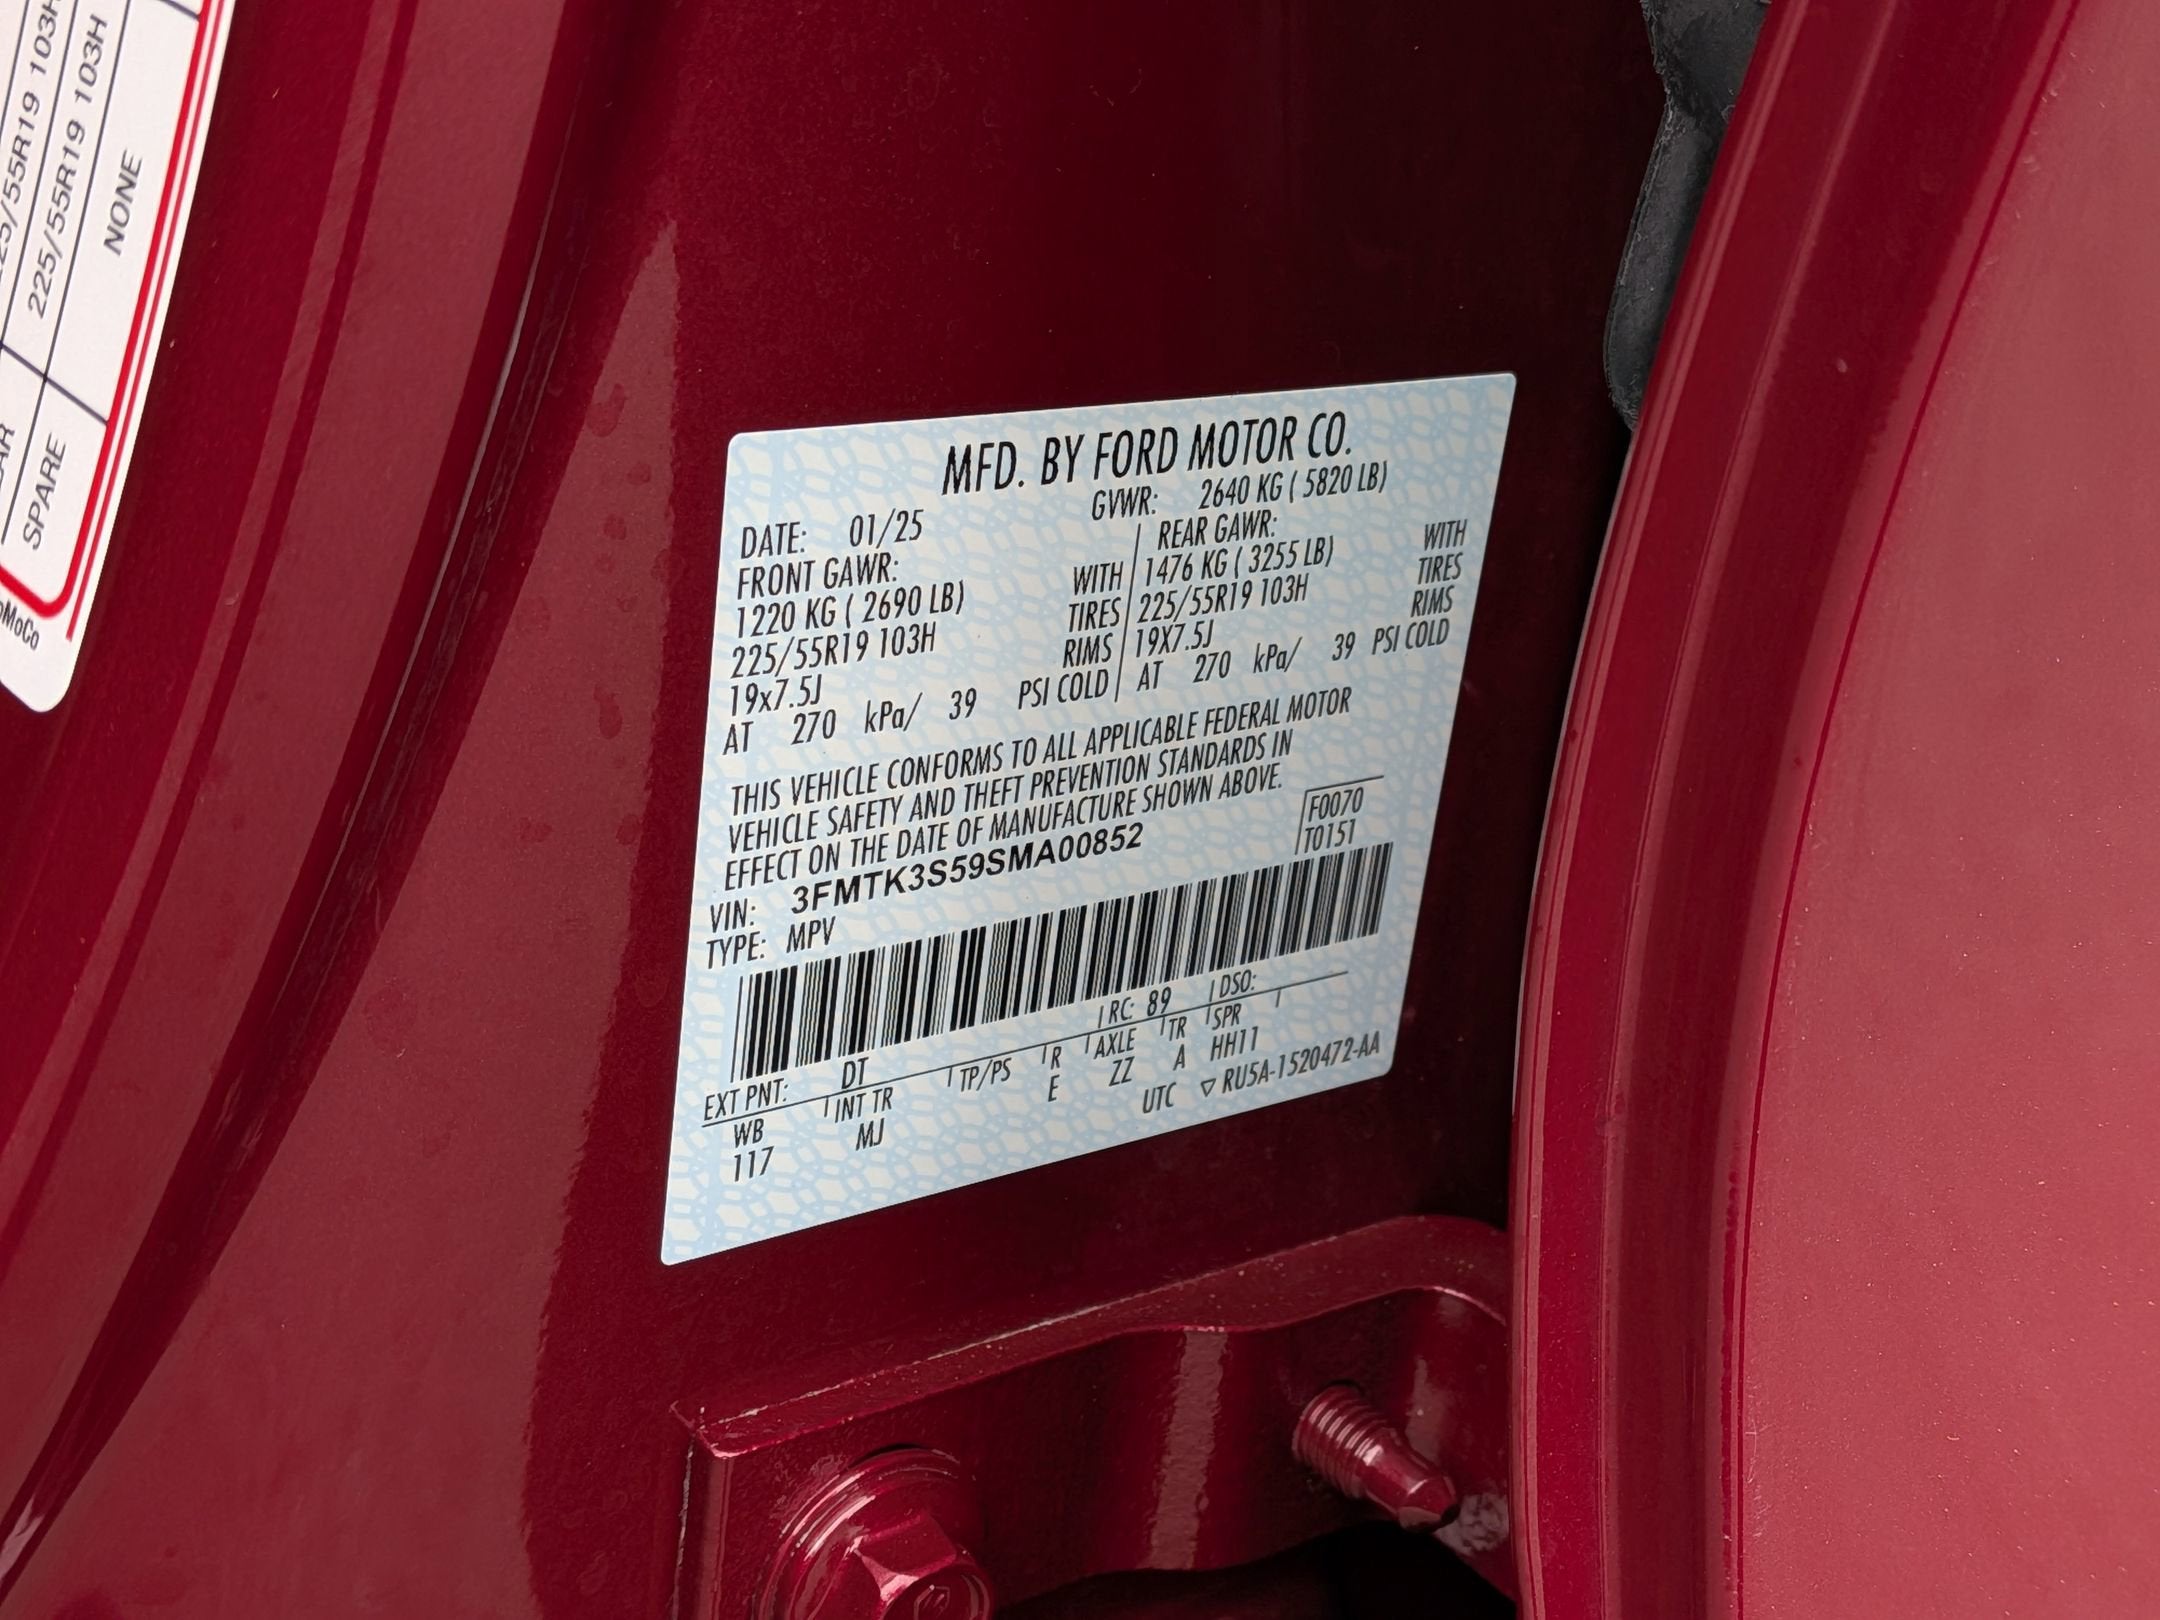 225/55R19 103H
225/55R19 103H
NONE
SPARE
MFD. BY FORD MOTOR CO.
DATE: 01/25 GVWR: 2640 KG ( 5820 LB)
FRONT GAWR: REAR GAWR:
1220 KG ( 2690 LB) WITH 1476 KG ( 3255 LB) WITH
225/55R19 103H TIRES 225/55R19 103H TIRES
19x7.5J RIMS 19X7.5J RIMS
AT 270 kPa/ 39 PSI COLD AT 270 kPa/ 39 PSI COLD
THIS VEHICLE CONFORMS TO ALL APPLICABLE FEDERAL MOTOR
VEHICLE SAFETY AND THEFT PREVENTION STANDARDS IN
EFFECT ON THE DATE OF MANUFACTURE SHOWN ABOVE.
F0070
T0151
VIN: 3FMTK3S59SMA00852
TYPE: MPV
EXT PNT: DT RC: 89 DSO:
WB INT TR TP/PS R AXLE TR SPR
117 MJ E ZZ A HH11
UTC ▽ RU5A-1520472-AA